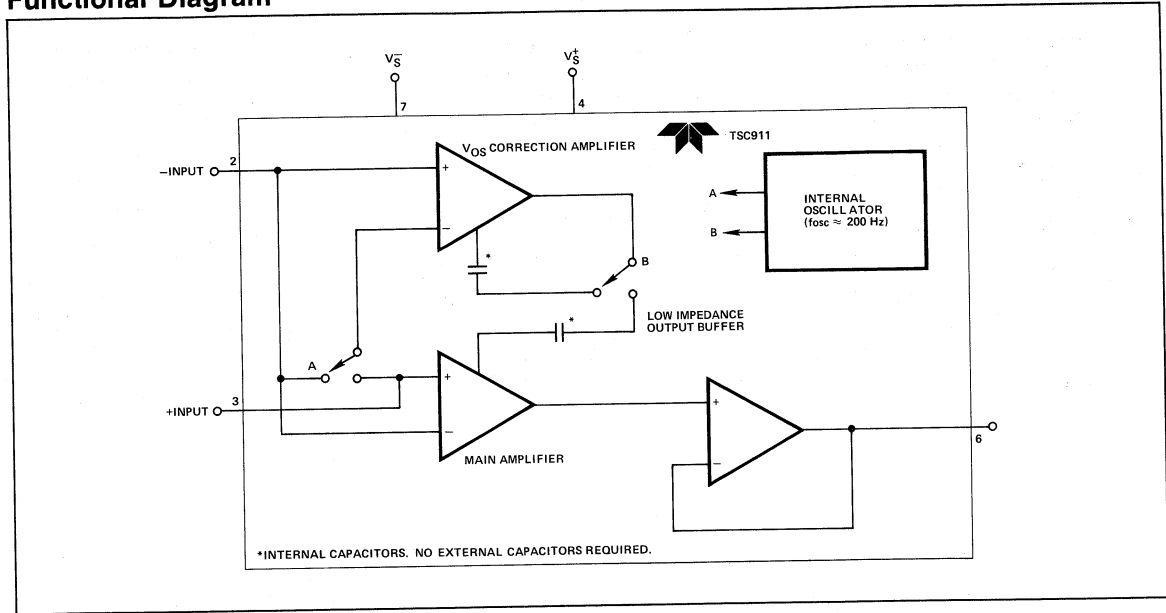 Functional Diagram
V_S^-
V_S^+
7
4
TSC911
V_OS CORRECTION AMPLIFIER
2
–INPUT
+
–
A
B
INTERNAL
OSCILLATOR
(fosc ≈ 200 Hz)
*
B
LOW IMPEDANCE
OUTPUT BUFFER
*
A
+
–
+INPUT
3
MAIN AMPLIFIER
+
–
6
*INTERNAL CAPACITORS. NO EXTERNAL CAPACITORS REQUIRED.